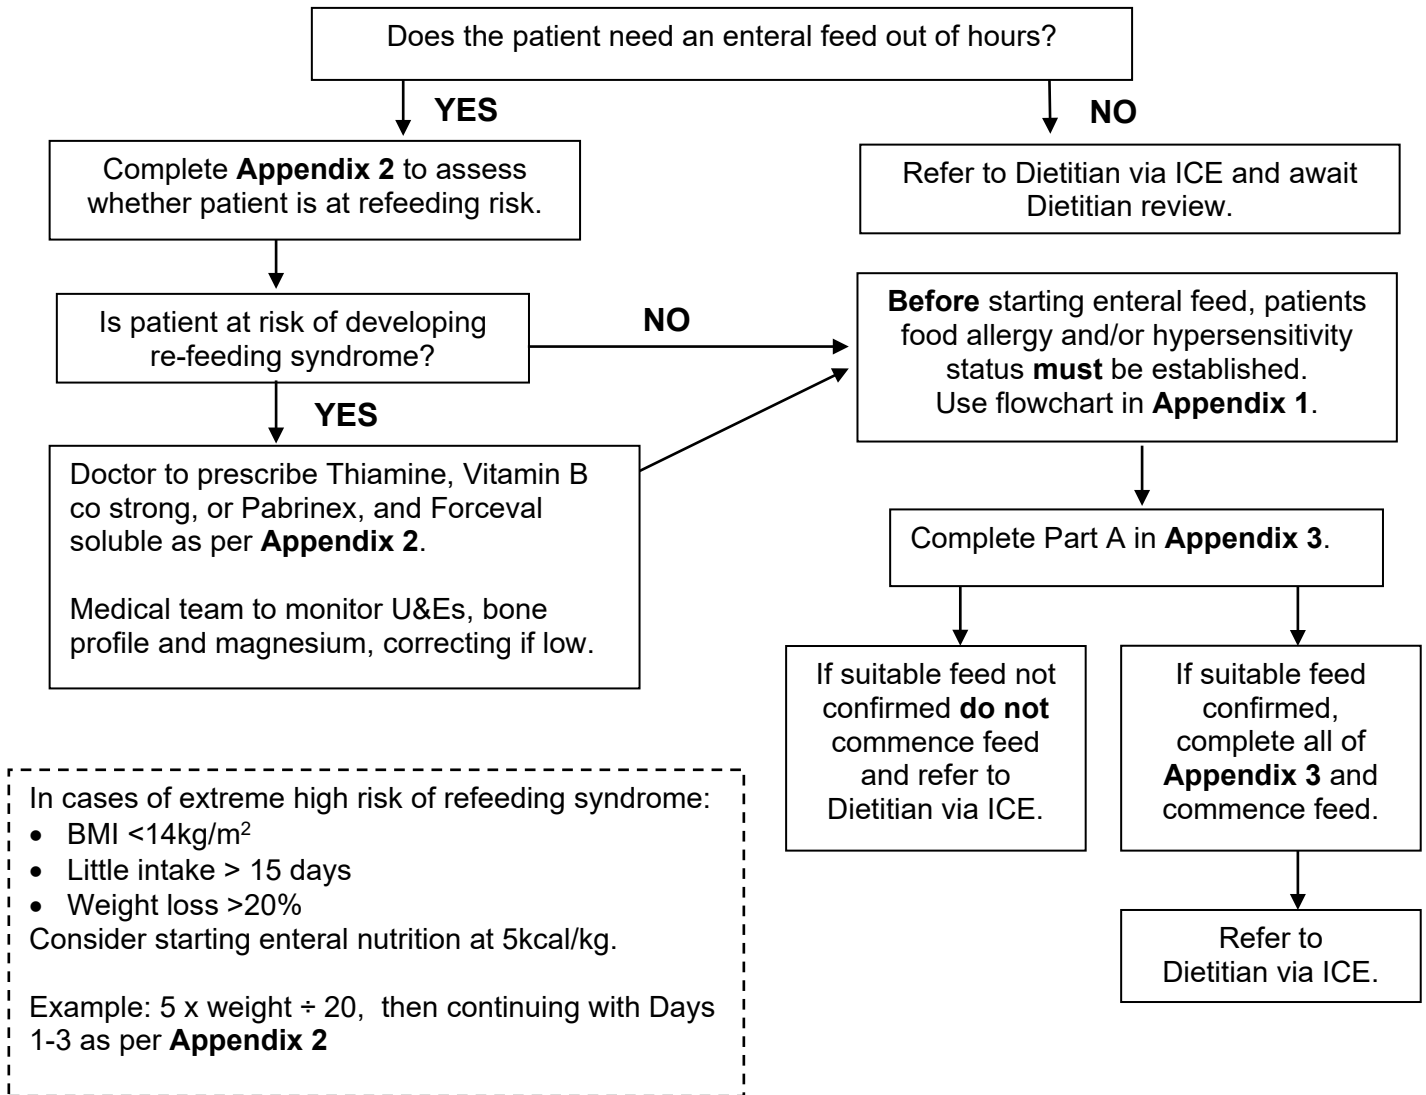 Does the patient need an enteral feed out of hours?
YES
NO
Complete Appendix 2 to assess
whether patient is at refeeding risk.
Refer to Dietitian via ICE and await
Dietitian review.
Is patient at risk of developing
re-feeding syndrome?
NO
YES
Before starting enteral feed, patients
food allergy and/or hypersensitivity
status must be established.
Use flowchart in Appendix 1.
Doctor to prescribe Thiamine, Vitamin B
co strong, or Pabrinex, and Forceval
soluble as per Appendix 2.
Medical team to monitor U&Es, bone
profile and magnesium, correcting if low.
Complete Part A in Appendix 3.
If suitable feed not
confirmed do not
commence feed
and refer to
Dietitian via ICE.
If suitable feed
confirmed,
complete all of
Appendix 3 and
commence feed.
Refer to
Dietitian via ICE.
In cases of extreme high risk of refeeding syndrome:
• BMI <14kg/m²
• Little intake > 15 days
• Weight loss >20%
Consider starting enteral nutrition at 5kcal/kg.
Example: 5 x weight ÷ 20, then continuing with Days
1-3 as per Appendix 2